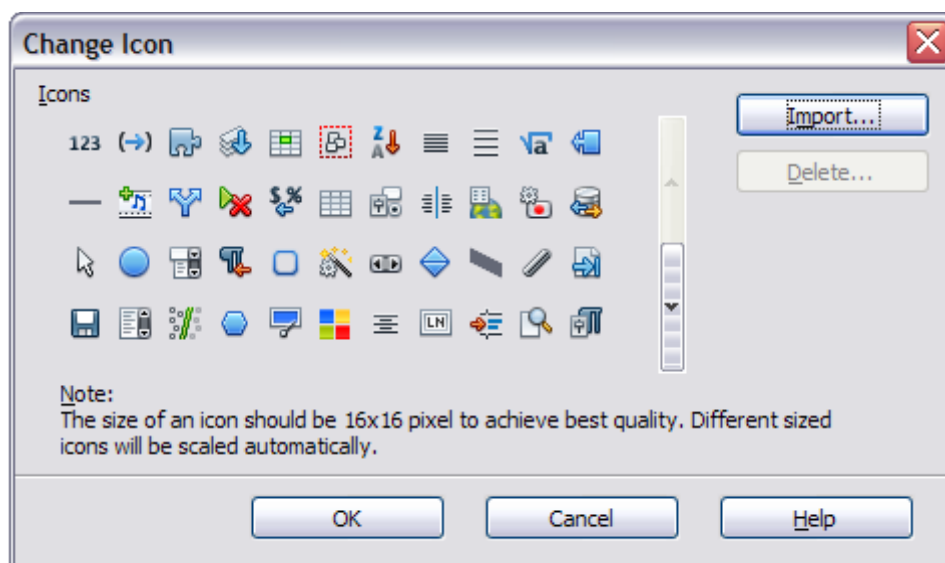 Change Icon
Icons
Import...
Delete...
123
Z
A
√a
$ %
LN
Note:
The size of an icon should be 16x16 pixel to achieve best quality. Different sized
icons will be scaled automatically.
OK
Cancel
Help